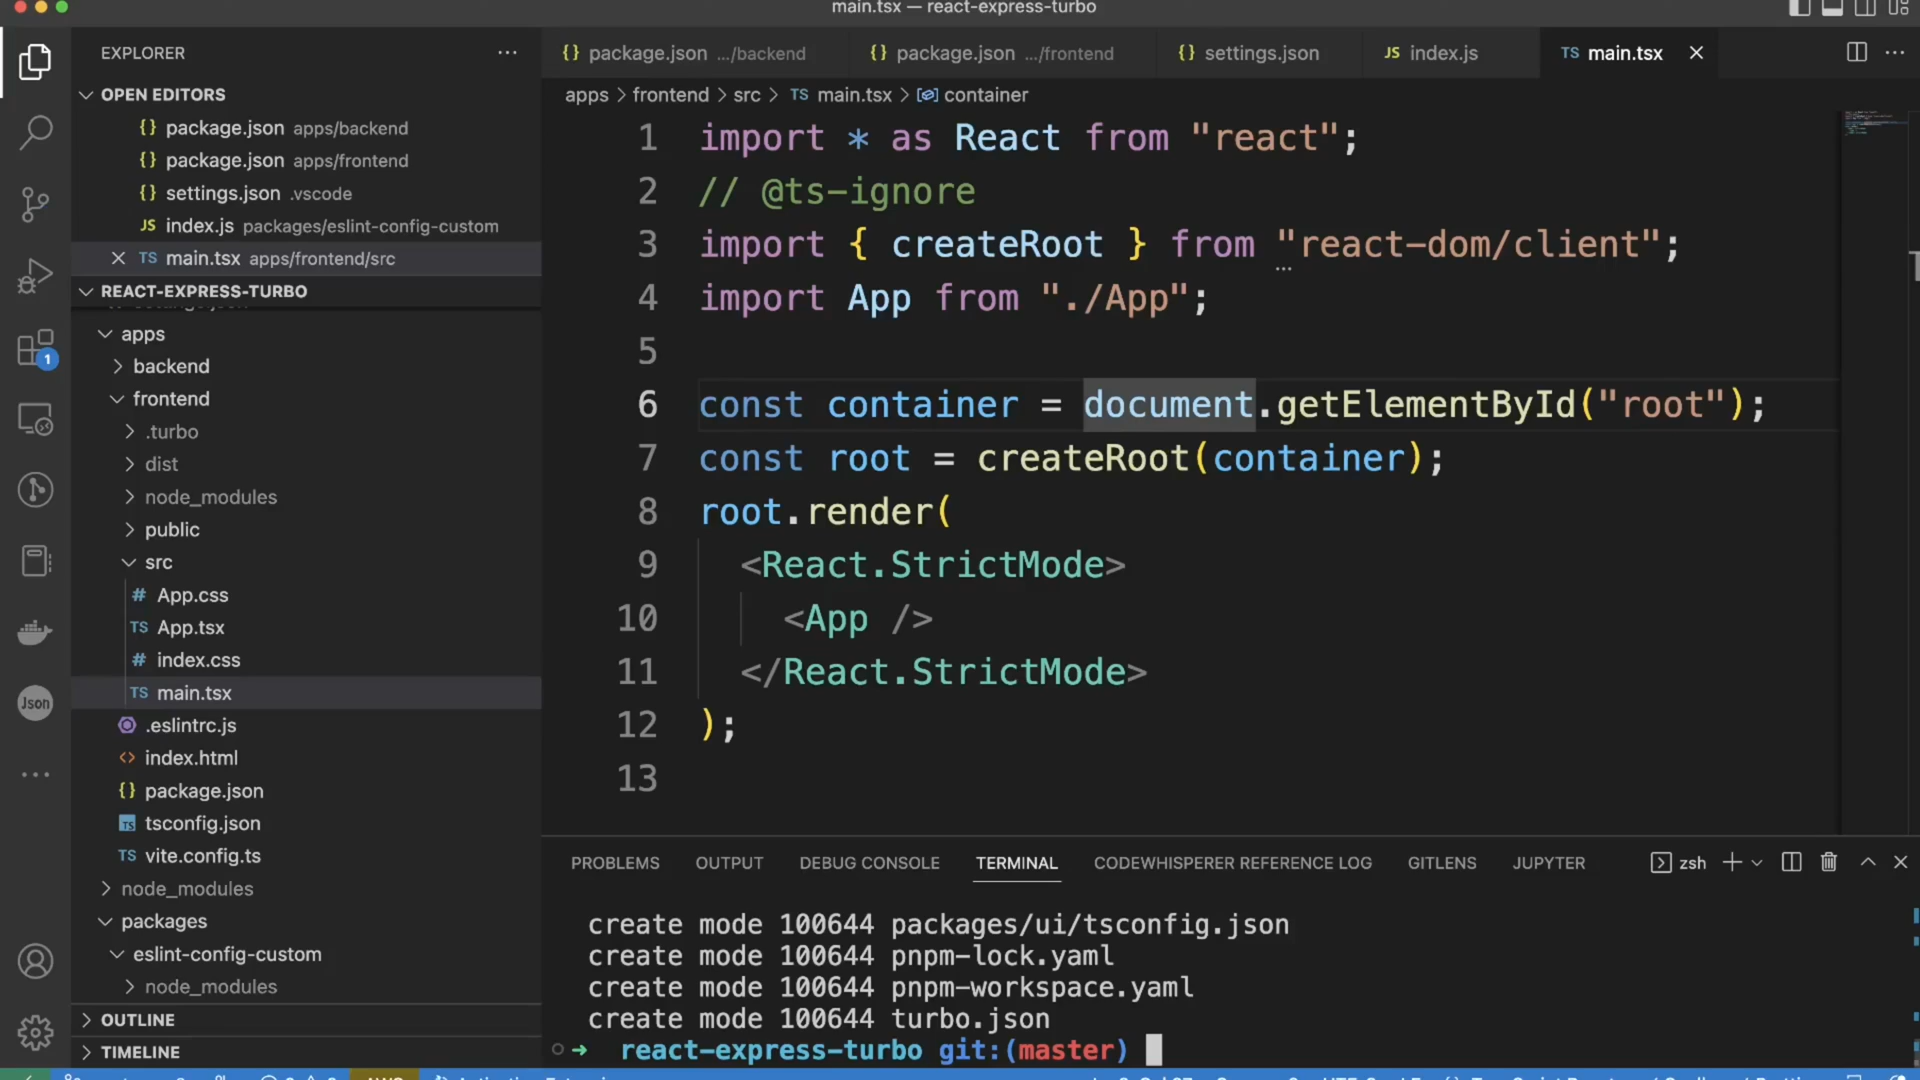 main.tsx — react-express-turbo
EXPLORER
OPEN EDITORS
package.json apps/backend
package.json apps/frontend
settings.json .vscode
index.js packages/eslint-config-custom
TS main.tsx apps/frontend/src
REACT-EXPRESS-TURBO
apps
backend
frontend
.turbo
dist
node_modules
public
src
# App.css
TS App.tsx
# index.css
TS main.tsx
.eslintrc.js
<> index.html
{} package.json
TS tsconfig.json
TS vite.config.ts
node_modules
packages
eslint-config-custom
node_modules
OUTLINE
TIMELINE
1
Json
{} package.json .../backend
{} package.json .../frontend
{} settings.json
JS index.js
TS main.tsx
apps > frontend > src > TS main.tsx > container
1 import * as React from "react";
2 // @ts-ignore
3 import { createRoot } from "react-dom/client";
4 import App from "./App";
5
6 const container = document.getElementById("root");
7 const root = createRoot(container);
8 root.render(
9 <React.StrictMode>
10 <App />
11 </React.StrictMode>
12 );
13
PROBLEMS OUTPUT DEBUG CONSOLE TERMINAL CODEWHISPERER REFERENCE LOG GITLENS JUPYTER zsh
create mode 100644 packages/ui/tsconfig.json
create mode 100644 pnpm-lock.yaml
create mode 100644 pnpm-workspace.yaml
create mode 100644 turbo.json
→ react-express-turbo git:(master)